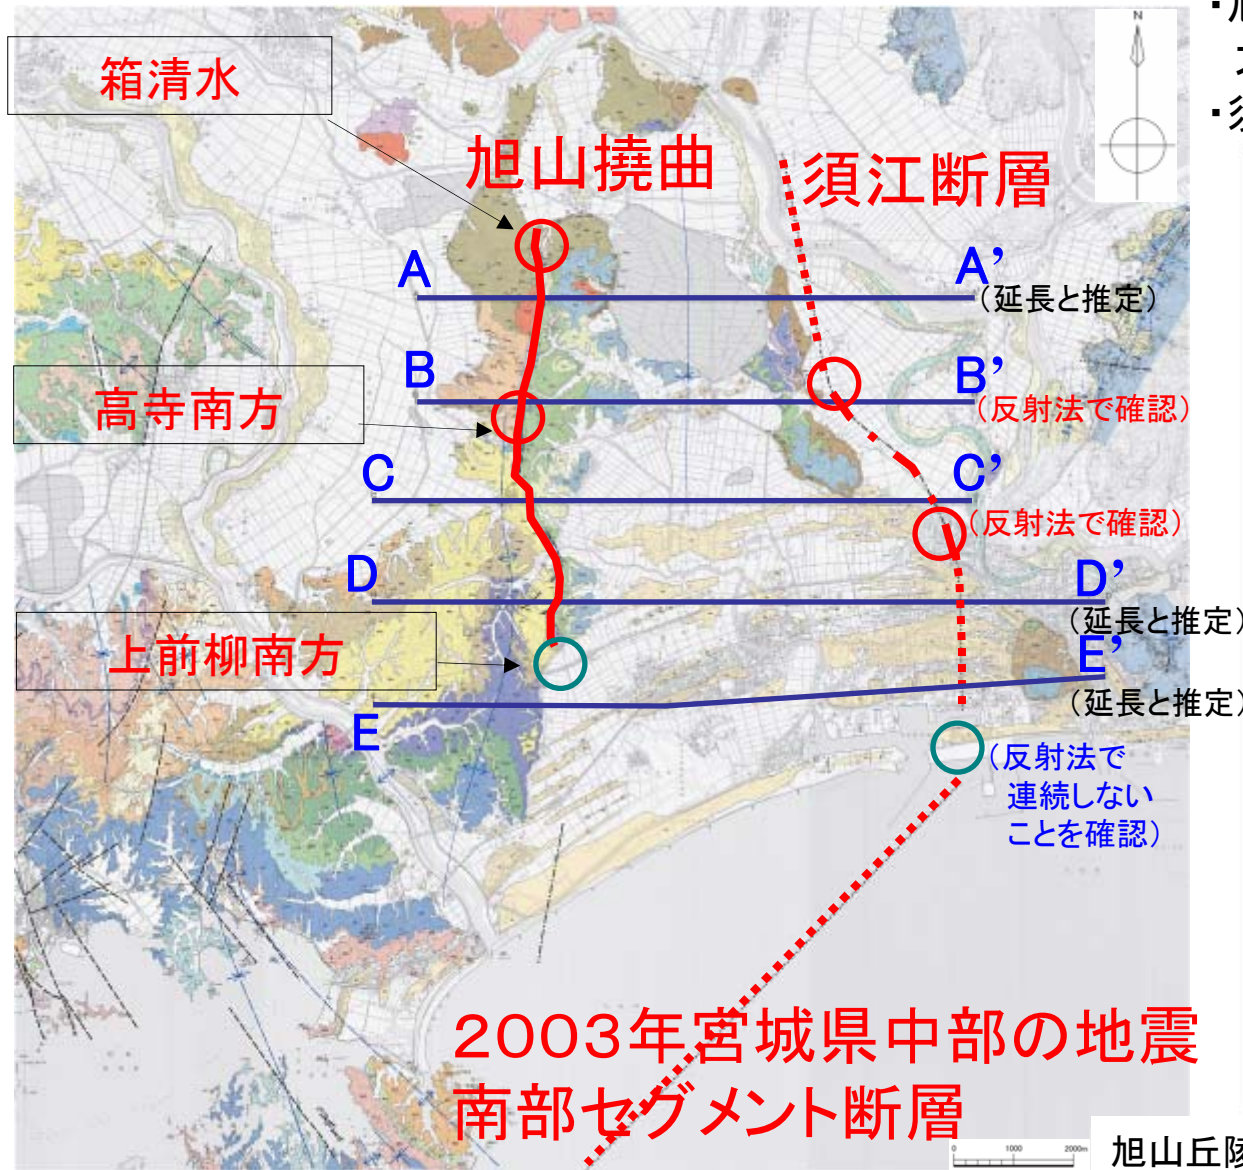 箱清水
旭山撓曲
須江断層
N
A
A’
(延長と推定)
B
B’
(反射法で確認)
高寺南方
C
C’
(反射法で確認)
D
D’
(延長と推定)
上前柳南方
E’
(延長と推定)
E
(反射法で
連続しない
ことを確認)
2003年宮城県中部の地震
南部セグメント断層
0 1000 2000m
旭山丘陵